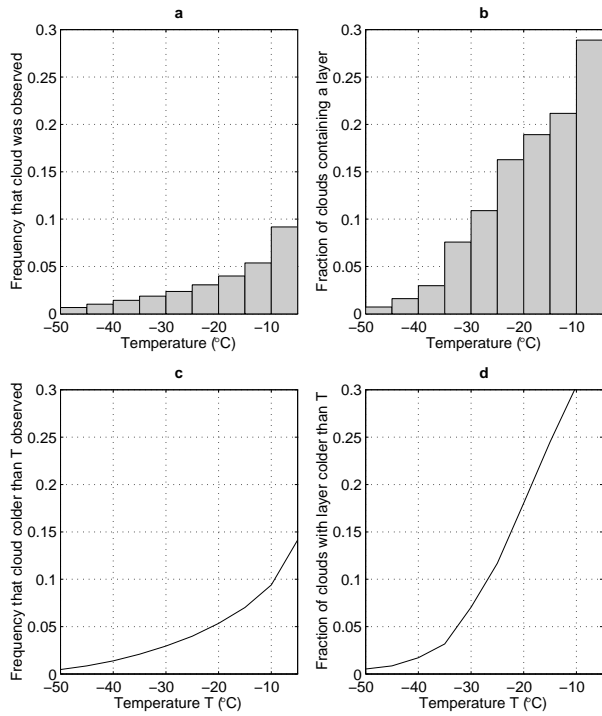 a
Frequency that cloud was observed
0.3
0.25
0.2
0.15
0.1
0.05
0
−50 −40 −30 −20 −10
Temperature (°C)
b
Fraction of clouds containing a layer
0.3
0.25
0.2
0.15
0.1
0.05
0
−50 −40 −30 −20 −10
Temperature (°C)
c
Frequency that cloud colder than T observed
0.3
0.25
0.2
0.15
0.1
0.05
0
−50 −40 −30 −20 −10
Temperature T (°C)
d
Fraction of clouds with layer colder than T
0.3
0.25
0.2
0.15
0.1
0.05
0
−50 −40 −30 −20 −10
Temperature T (°C)